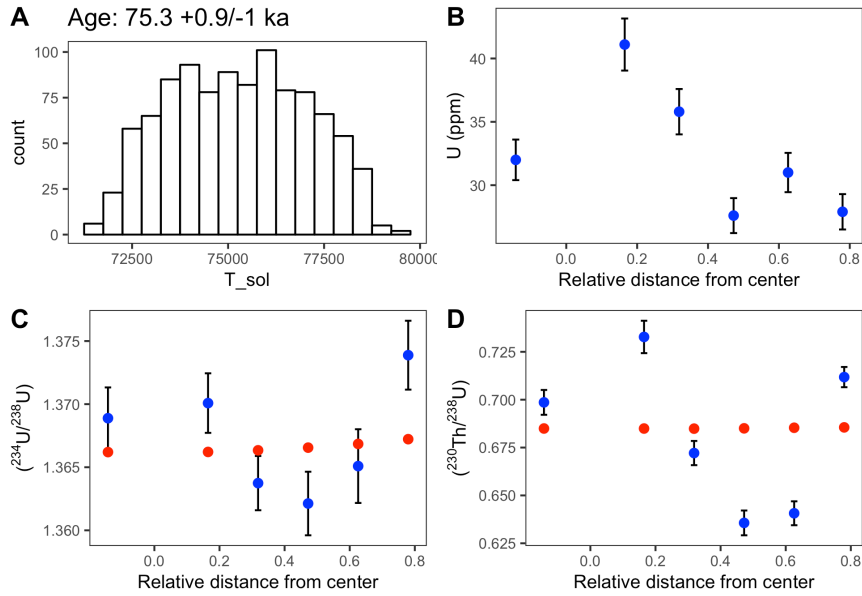 A
Age: 75.3 +0.9/-1 ka
100
75
50
25
0
count
72500 75000 77500 80000
T_sol
B
40
35
30
U (ppm)
0.0 0.2 0.4 0.6 0.8
Relative distance from center
C
1.375
1.370
1.365
1.360
(²³⁴U/²³⁸U)
0.0 0.2 0.4 0.6 0.8
Relative distance from center
D
0.725
0.700
0.675
0.650
0.625
(²³⁰Th/²³⁸U)
0.0 0.2 0.4 0.6 0.8
Relative distance from center